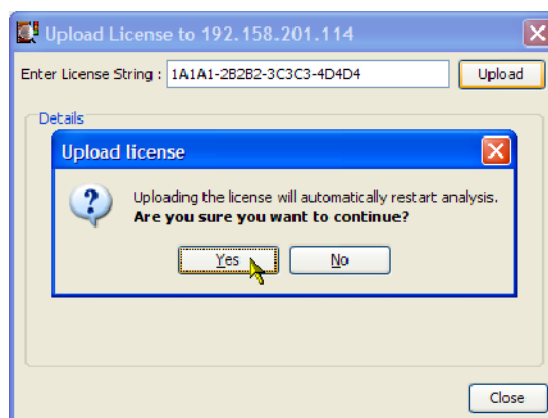 Upload License to 192.158.201.114
Enter License String : 1A1A1-2B2B2-3C3C3-4D4D4 Upload
Details
Upload license
Uploading the license will automatically restart analysis.
Are you sure you want to continue?
Yes No
Close